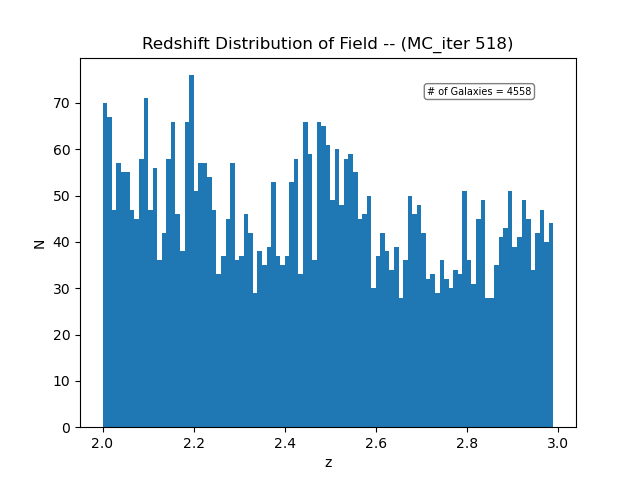 Redshift Distribution of Field -- (MC_iter 518)
# of Galaxies = 4558
70
60
50
40
30
20
10
0
N
2.0 2.2 2.4 2.6 2.8 3.0
z